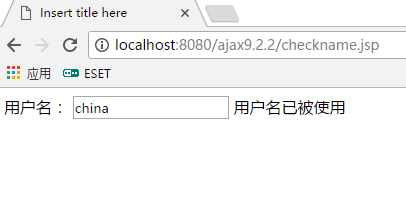 Insert title here
localhost:8080/ajax9.2.2/checkname.jsp
应用 ESET
用户名： china 用户名已被使用